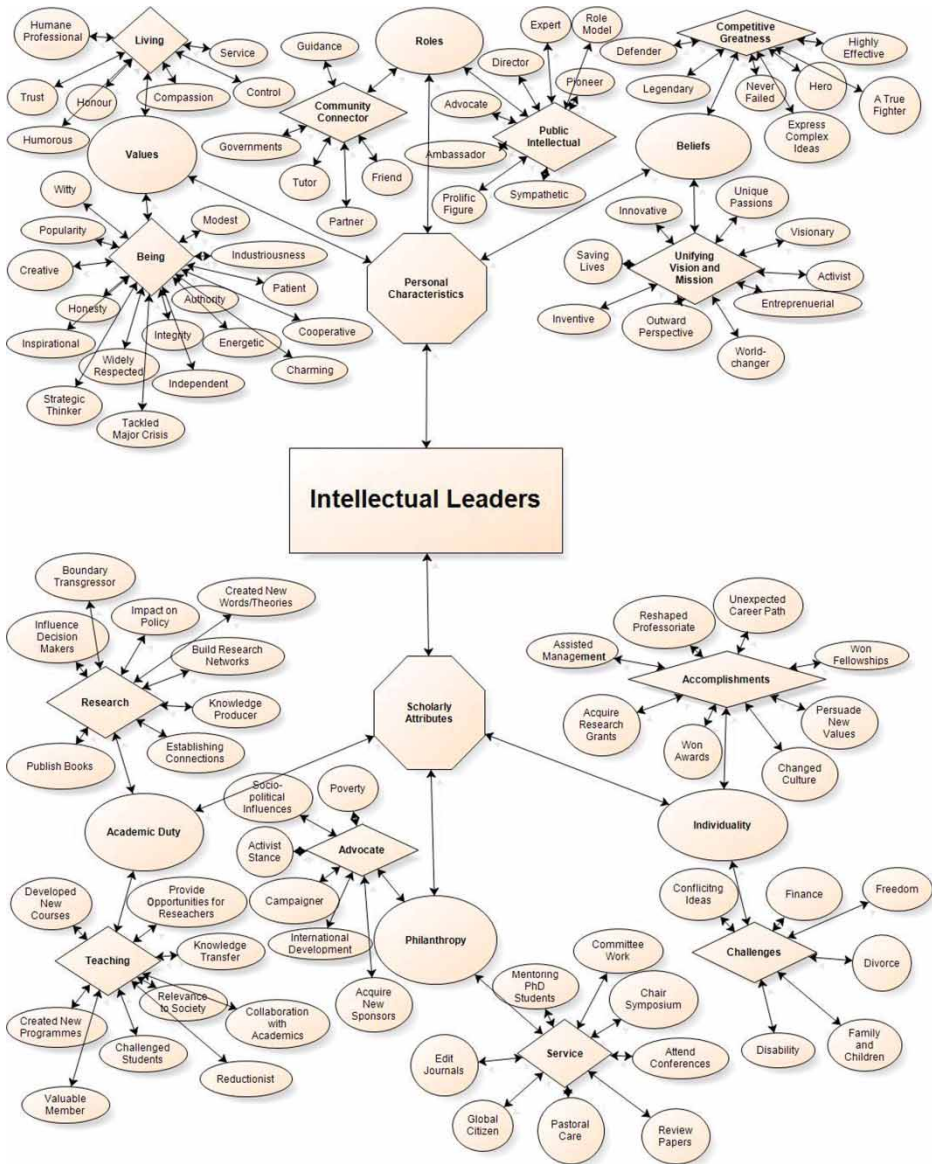 Humane
Professional
Living
Service
Trust
Honour
Compassion
Control
Humorous
Values
Guidance
Roles
Community
Connector
Governments
Tutor
Friend
Partner
Expert
Role
Model
Director
Pioneer
Advocate
Public
Intellectual
Ambassador
Prolific
Figure
Sympathetic
Competitive
Greatness
Defender
Highly
Effective
Legendary
Never
Failed
Hero
A True
Fighter
Express
Complex
Ideas
Beliefs
Witty
Modest
Popularity
Being
Industriousness
Creative
Patient
Honesty
Authority
Inspirational
Integrity
Energetic
Cooperative
Widely
Respected
Independent
Charming
Strategic
Thinker
Tackled
Major Crisis
Personal
Characteristics
Innovative
Unique
Passions
Visionary
Saving
Lives
Unifying
Vision and
Mission
Activist
Entreprenuerial
Inventive
Outward
Perspective
World-
changer
Intellectual Leaders
Boundary
Transgressor
Created New
Words/Theories
Impact on
Policy
Influence
Decision
Makers
Build Research
Networks
Research
Knowledge
Producer
Publish Books
Establishing
Connections
Scholarly
Attributes
Unexpected
Career Path
Reshaped
Professoriate
Assisted Management
Won
Fellowships
Accomplishments
Acquire
Research
Grants
Won
Awards
Persuade
New
Values
Changed
Culture
Academic Duty
Socio-
political
Influences
Poverty
Activist
Stance
Advocate
Campaigner
International
Development
Acquire
New
Sponsors
Philanthropy
Individuality
Developed
New
Courses
Provide
Opportunities for
Reseachers
Teaching
Knowledge
Transfer
Created New
Programmes
Relevance
to Society
Collaboration
with
Academics
Challenged
Students
Reductionist
Valuable
Member
Committee
Work
Mentoring
PhD
Students
Chair
Symposium
Edit
Journals
Service
Attend
Conferences
Global
Citizen
Pastoral
Care
Review
Papers
Conflicitng
Ideas
Finance
Freedom
Challenges
Divorce
Disability
Family
and
Children